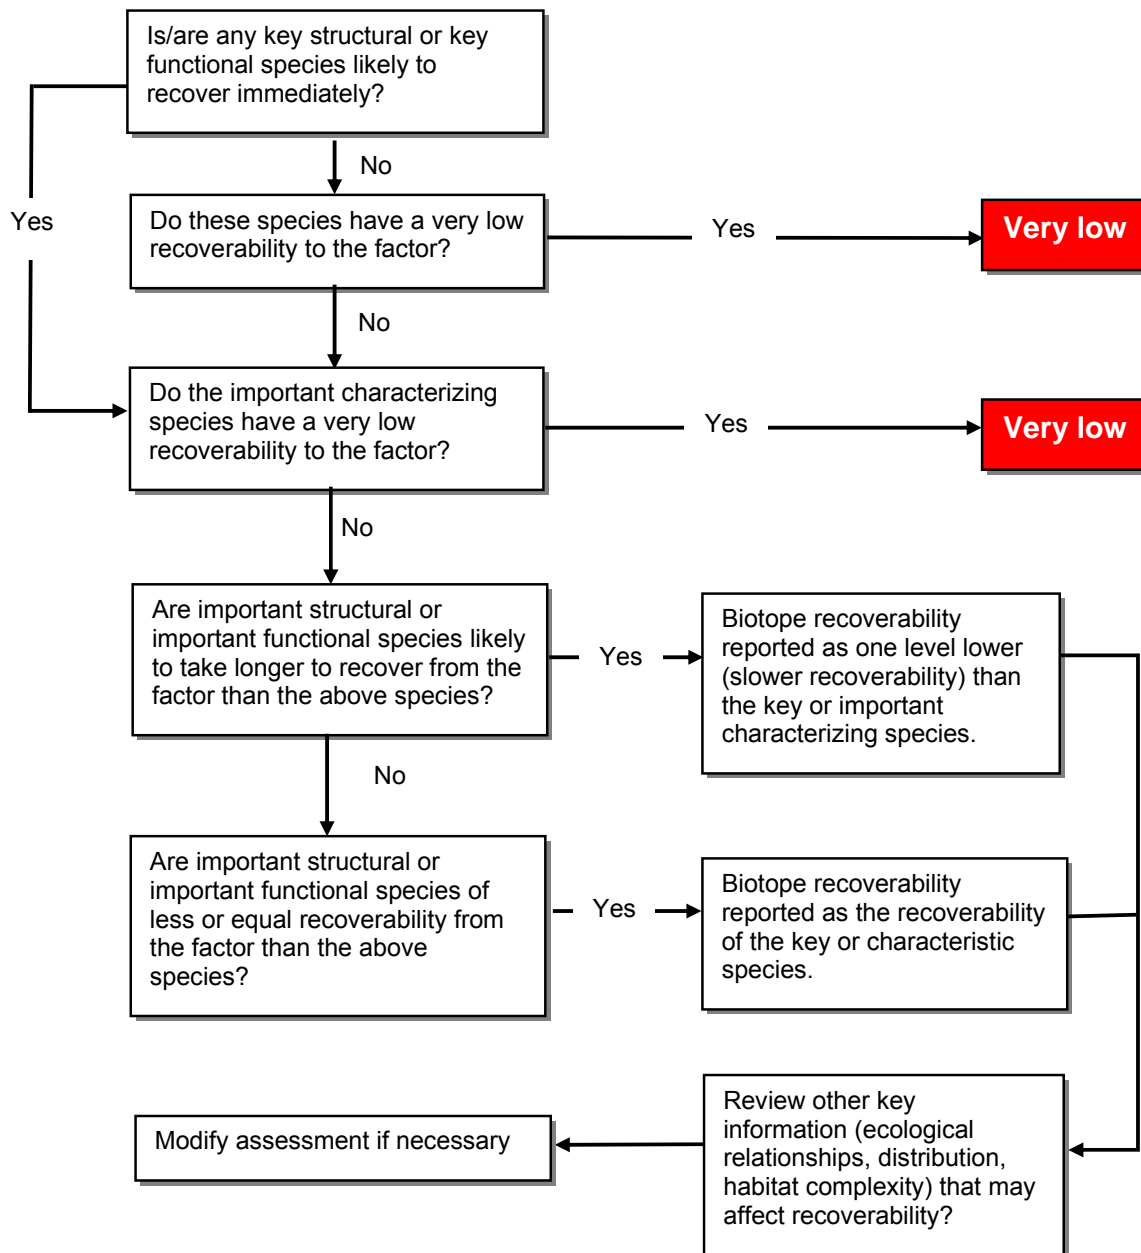 Is/are any key structural or key
functional species likely to
recover immediately?
No
Yes
Do these species have a very low
recoverability to the factor?
Yes
Very low
No
Do the important characterizing
species have a very low
recoverability to the factor?
Yes
Very low
No
Are important structural or
important functional species likely
to take longer to recover from the
factor than the above species?
Yes
Biotope recoverability
reported as one level lower
(slower recoverability) than
the key or important
characterizing species.
No
Are important structural or
important functional species of
less or equal recoverability from
the factor than the above
species?
Yes
Biotope recoverability
reported as the recoverability
of the key or characteristic
species.
Review other key
information (ecological
relationships, distribution,
habitat complexity) that may
affect recoverability?
Modify assessment if necessary